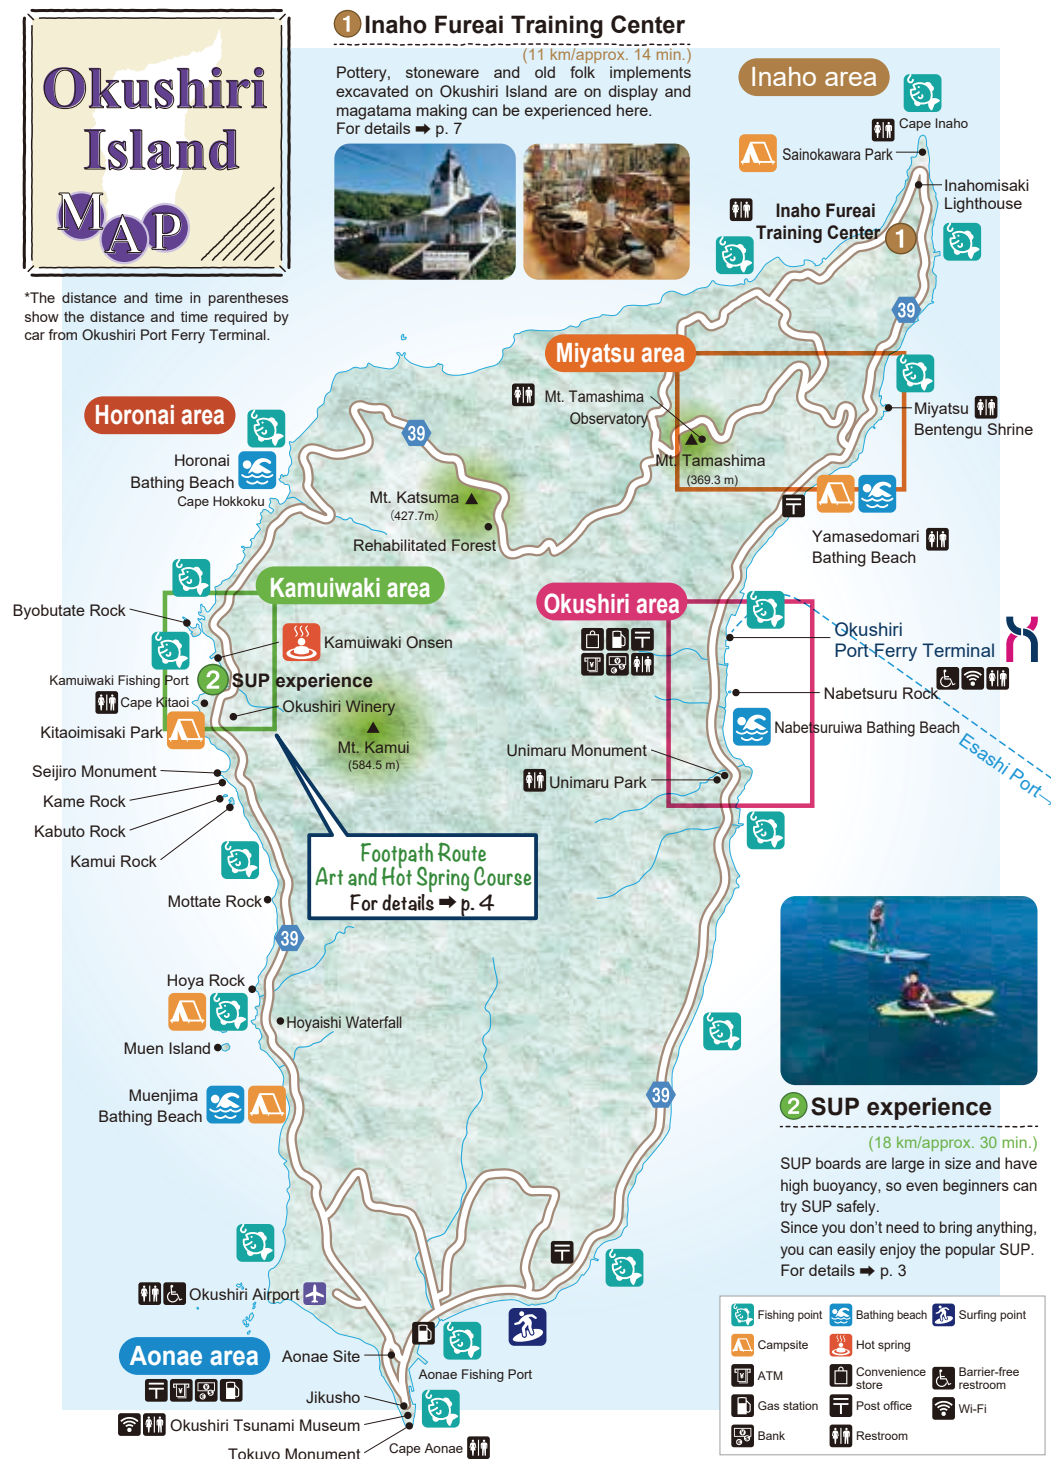 Okushiri
Island
MAP
*The distance and time in parentheses
show the distance and time required by
car from Okushiri Port Ferry Terminal.
1 Inaho Fureai Training Center
(11 km/approx. 14 min.)
Pottery, stoneware and old folk implements
excavated on Okushiri Island are on display and
magatama making can be experienced here.
For details ➡ p. 7
Inaho area
Cape Inaho
Sainokawara Park
Inahomisaki
Lighthouse
Inaho Fureai
Training Center
1
39
Miyatsu area
Mt. Tamashima
Observatory
Mt. Tamashima
(369.3 m)
Miyatsu
Bentengu Shrine
Yamasedomari
Bathing Beach
Horonai area
Horonai
Bathing Beach
Cape Hokkoku
39
Mt. Katsuma
(427.7m)
Rehabilitated Forest
Kamuiwaki area
Byobutate Rock
Kamuiwaki Onsen
Kamuiwaki Fishing Port
2 SUP experience
Cape Kitaoi
Okushiri Winery
Kitaoimisaki Park
Mt. Kamui
(584.5 m)
Okushiri area
Okushiri
Port Ferry Terminal
Nabetsuru Rock
Nabetsuruiwa Bathing Beach
Esashi Port
Unimaru Monument
Unimaru Park
Seijiro Monument
Kame Rock
Kabuto Rock
Kamui Rock
Footpath Route
Art and Hot Spring Course
For details ➡ p. 4
Mottate Rock
39
Hoya Rock
Hoyaishi Waterfall
Muen Island
Muenjima
Bathing Beach
39
2 SUP experience
(18 km/approx. 30 min.)
SUP boards are large in size and have
high buoyancy, so even beginners can
try SUP safely.
Since you don't need to bring anything,
you can easily enjoy the popular SUP.
For details ➡ p. 3
Okushiri Airport
Aonae area
Aonae Site
Aonae Fishing Port
Jikusho
Okushiri Tsunami Museum
Tokuyo Monument
Cape Aonae
Fishing point
Bathing beach
Surfing point
Campsite
Hot spring
ATM
Convenience
store
Barrier-free
restroom
Gas station
Post office
Wi-Fi
Bank
Restroom